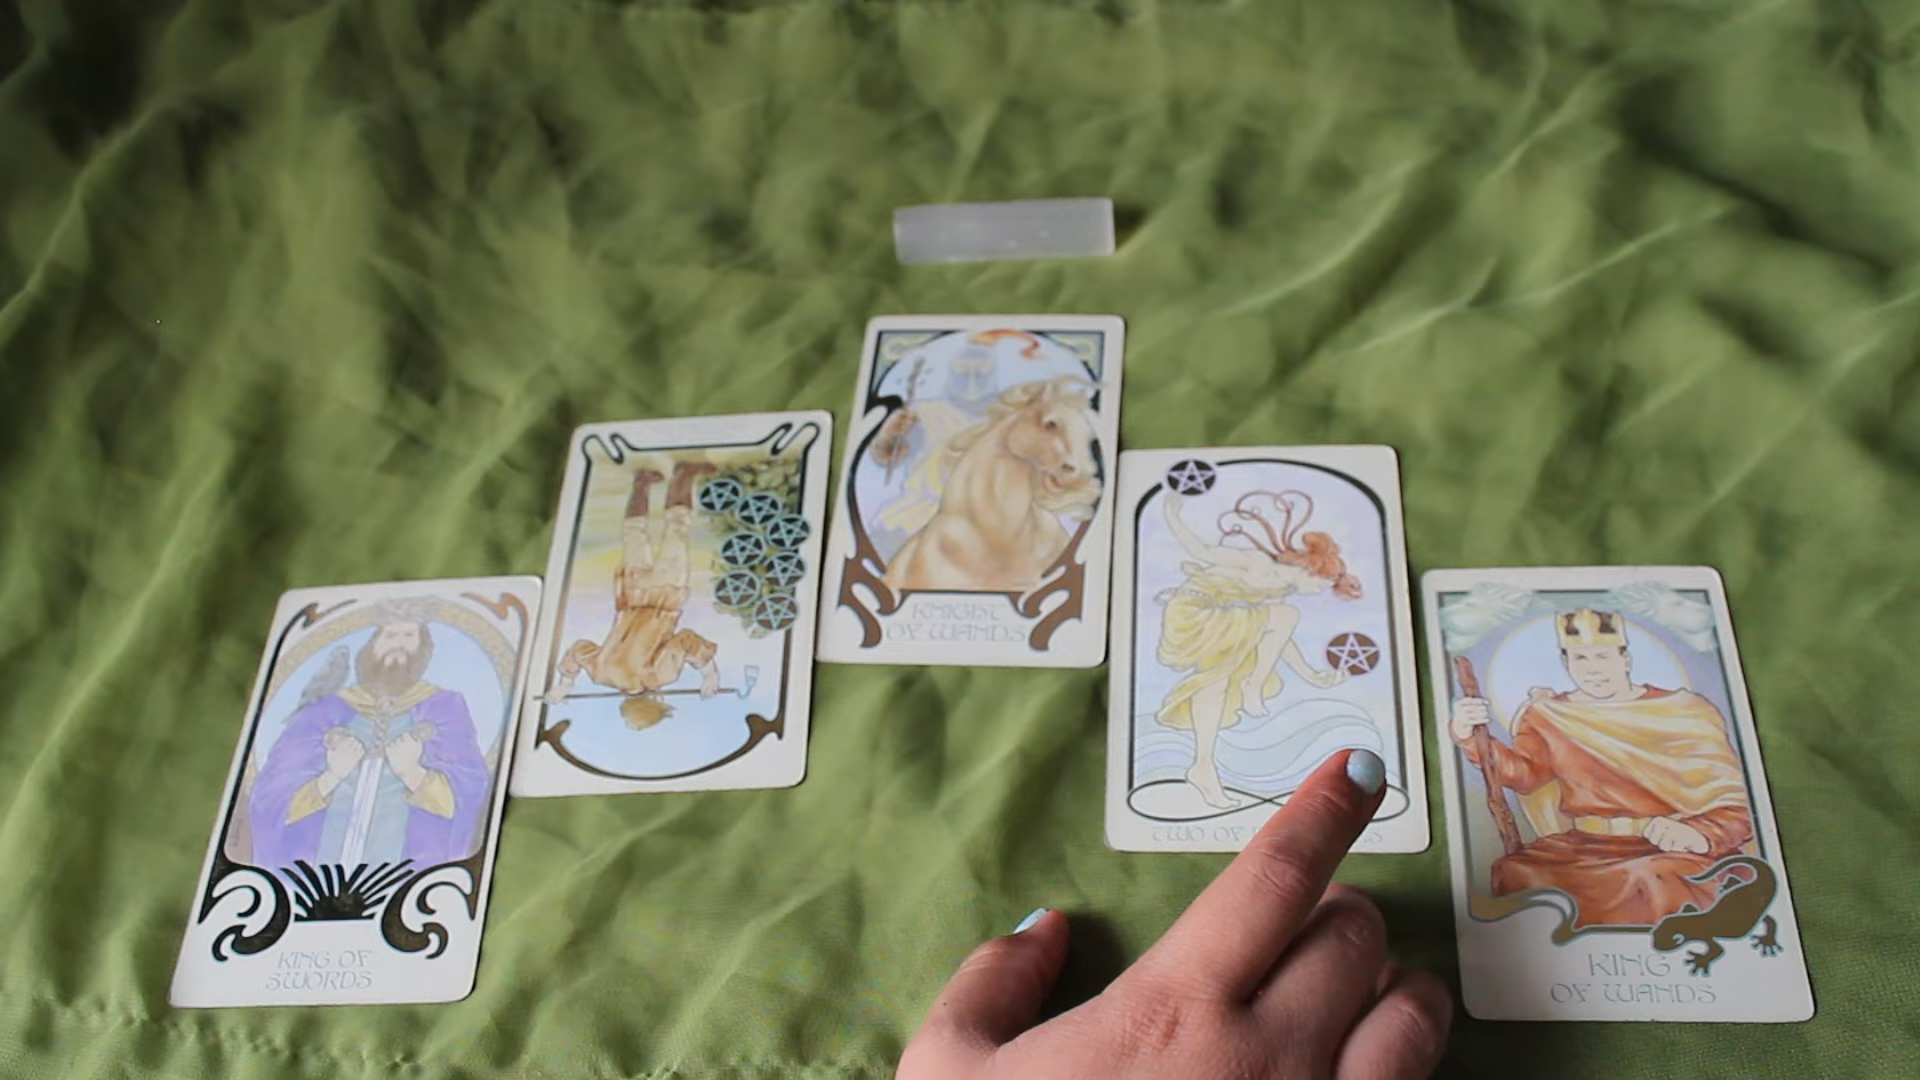 KNIGHT
OF WANDS
TWO OF
KING OF
SWORDS
KING
OF WANDS